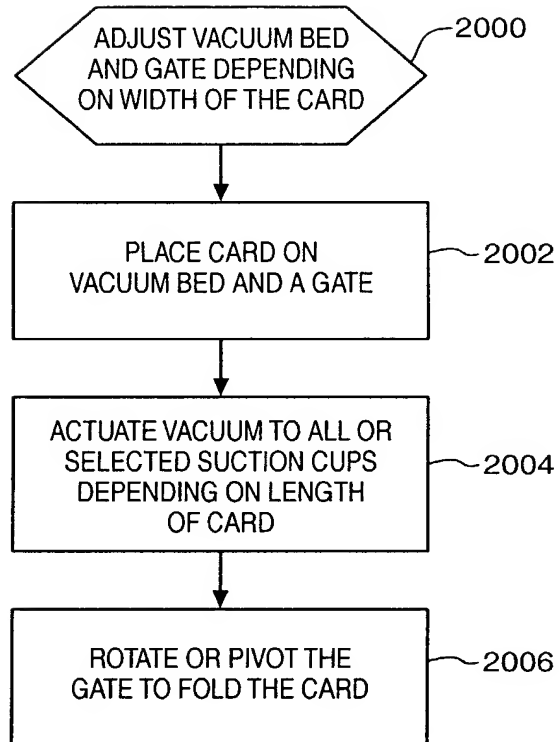 ADJUST VACUUM BED
AND GATE DEPENDING
ON WIDTH OF THE CARD
2000
PLACE CARD ON
VACUUM BED AND A GATE
2002
ACTUATE VACUUM TO ALL OR
SELECTED SUCTION CUPS
DEPENDING ON LENGTH
OF CARD
2004
ROTATE OR PIVOT THE
GATE TO FOLD THE CARD
2006